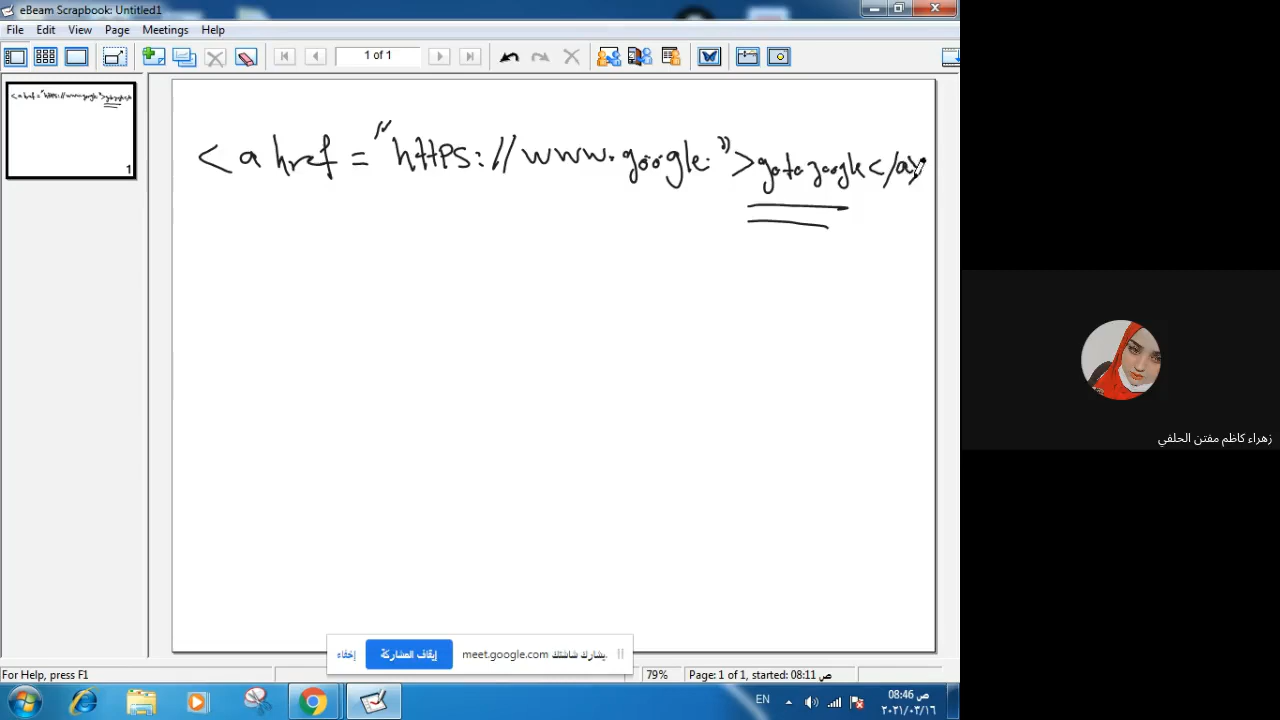 eBeam Scrapbook: Untitled1
File Edit View Page Meetings Help
1 of 1
<a href = "https://www.google." >go to google</a>
1
زهراء كاظم مفتن الحلفي
إخفاء
إيقاف المشاركة
meet.google.com يشارك شاشتك.
For Help, press F1
79%
Page: 1 of 1, started: 08:11 ص
EN
08:46 ص
٢٠٢١/٠٣/١٦